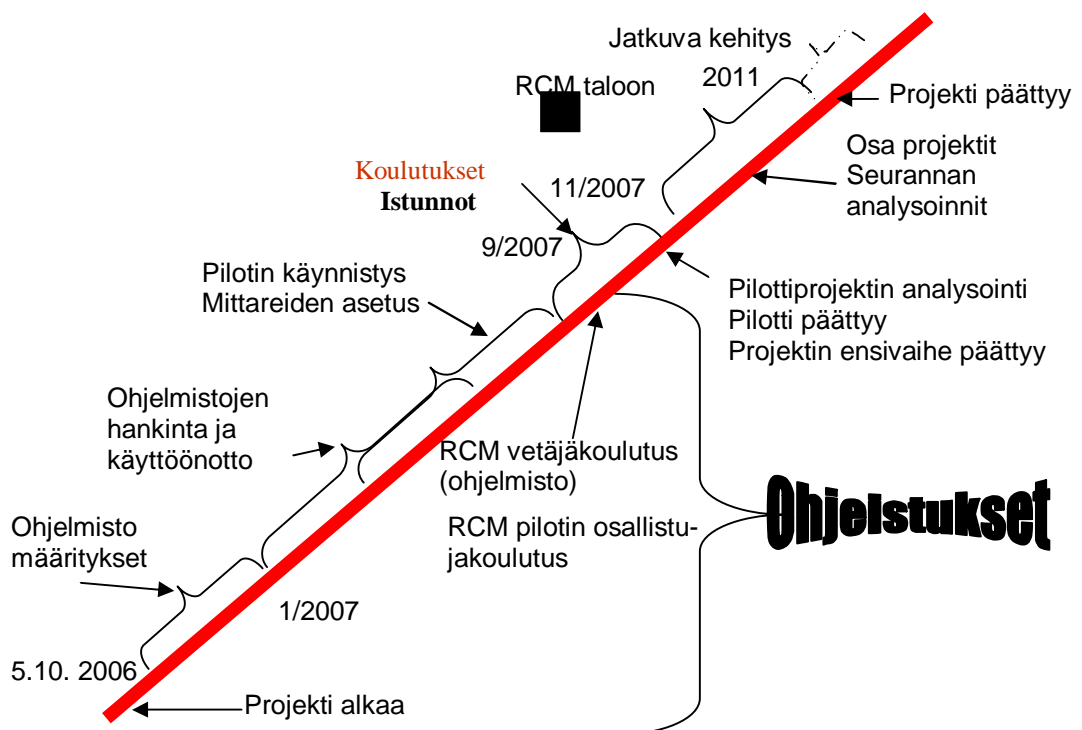 Jatkuva kehitys
2011
RCM taloon
Projekti päättyy
Osa projektit
Seurannan
analysoinnit
Koulutukset
Istunnot
11/2007
9/2007
Pilotin käynnistys
Mittareiden asetus
Pilottiprojektin analysointi
Pilotti päättyy
Projektin ensivaihe päättyy
Ohjelmistojen
hankinta ja
käyttöönotto
RCM vetäjäkoulutus
(ohjelmisto)
RCM pilotin osallistu-
jakoulutus
Ohjeistukset
Ohjelmisto
määritykset
1/2007
5.10. 2006
Projekti alkaa